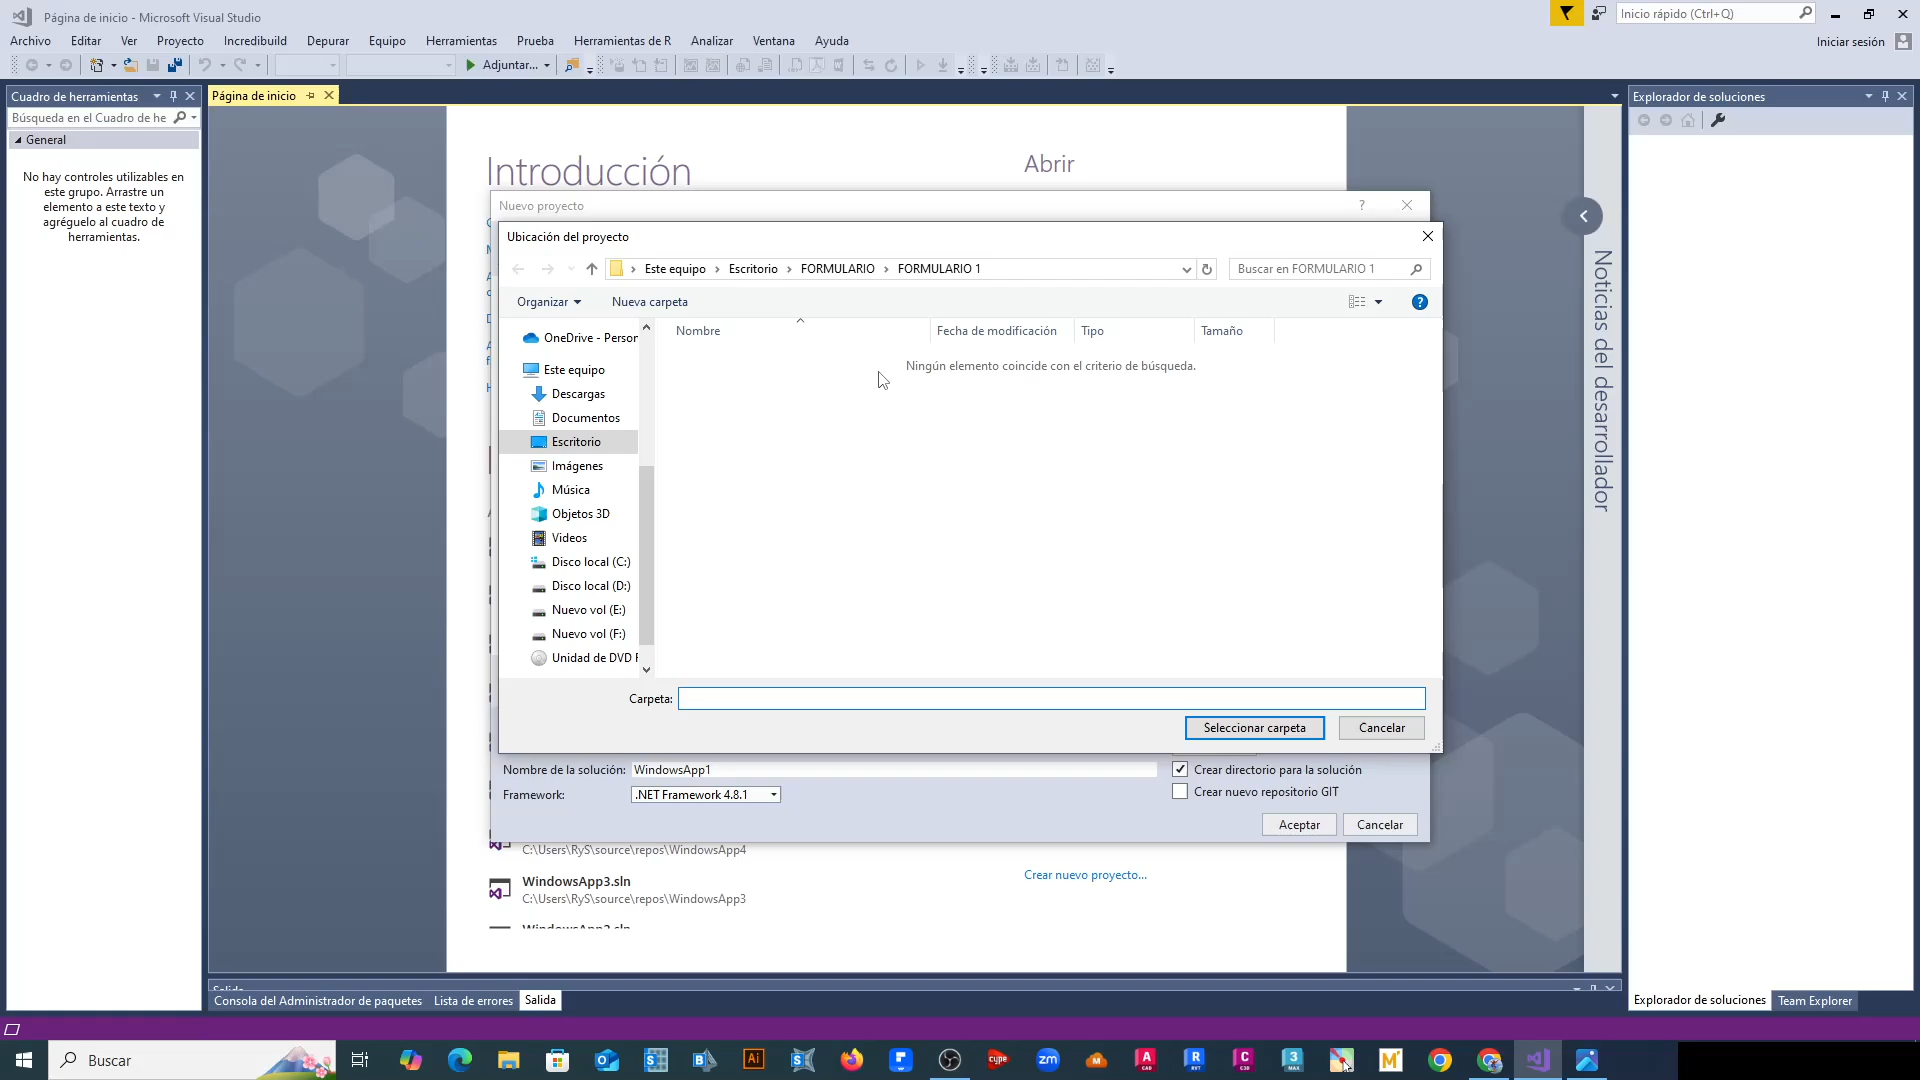 Página de inicio - Microsoft Visual Studio
Inicio rápido (Ctrl+Q)
Archivo Editar Ver Proyecto Incredibuild Depurar Equipo Herramientas Prueba Herramientas de R Analizar Ventana Ayuda
Iniciar sesión
Adjuntar...
Cuadro de herramientas
Página de inicio
Explorador de soluciones
Búsqueda en el Cuadro de he
General
No hay controles utilizables en
este grupo. Arrastre un
elemento a este texto y
agréguelo al cuadro de
herramientas.
Introducción
Abrir
Nuevo proyecto
Ubicación del proyecto
Este equipo Escritorio FORMULARIO FORMULARIO 1
Buscar en FORMULARIO 1
Organizar Nueva carpeta
Nombre Fecha de modificación Tipo Tamaño
Ningún elemento coincide con el criterio de búsqueda.
OneDrive - Person
Este equipo
Descargas
Documentos
Escritorio
Imágenes
Música
Objetos 3D
Videos
Disco local (C:)
Disco local (D:)
Nuevo vol (E:)
Nuevo vol (F:)
Unidad de DVD
Carpeta:
Seleccionar carpeta Cancelar
Nombre de la solución: WindowsApp1
Crear directorio para la solución
Framework: .NET Framework 4.8.1
Crear nuevo repositorio GIT
Aceptar Cancelar
C:\Users\RyS\source\repos\WindowsApp4
WindowsApp3.sln
C:\Users\RyS\source\repos\WindowsApp3
Crear nuevo proyecto...
Noticias del desarrollador
Salida
Consola del Administrador de paquetes Lista de errores Salida
Explorador de soluciones Team Explorer
Buscar